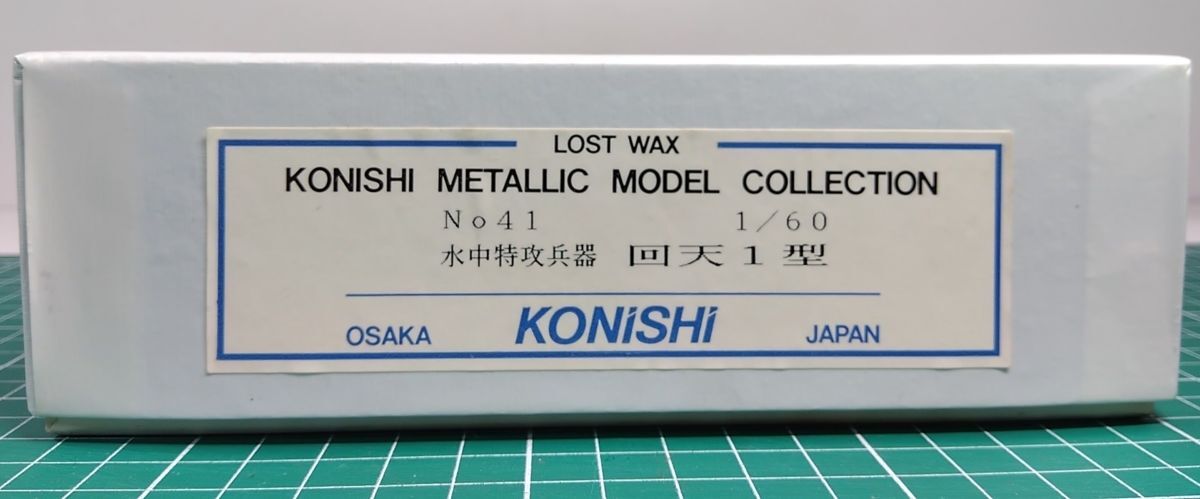 LOST WAX
KONISHI METALLIC MODEL COLLECTION
No41 1/60
水中特攻兵器 回天1型
OSAKA KONiSHi JAPAN